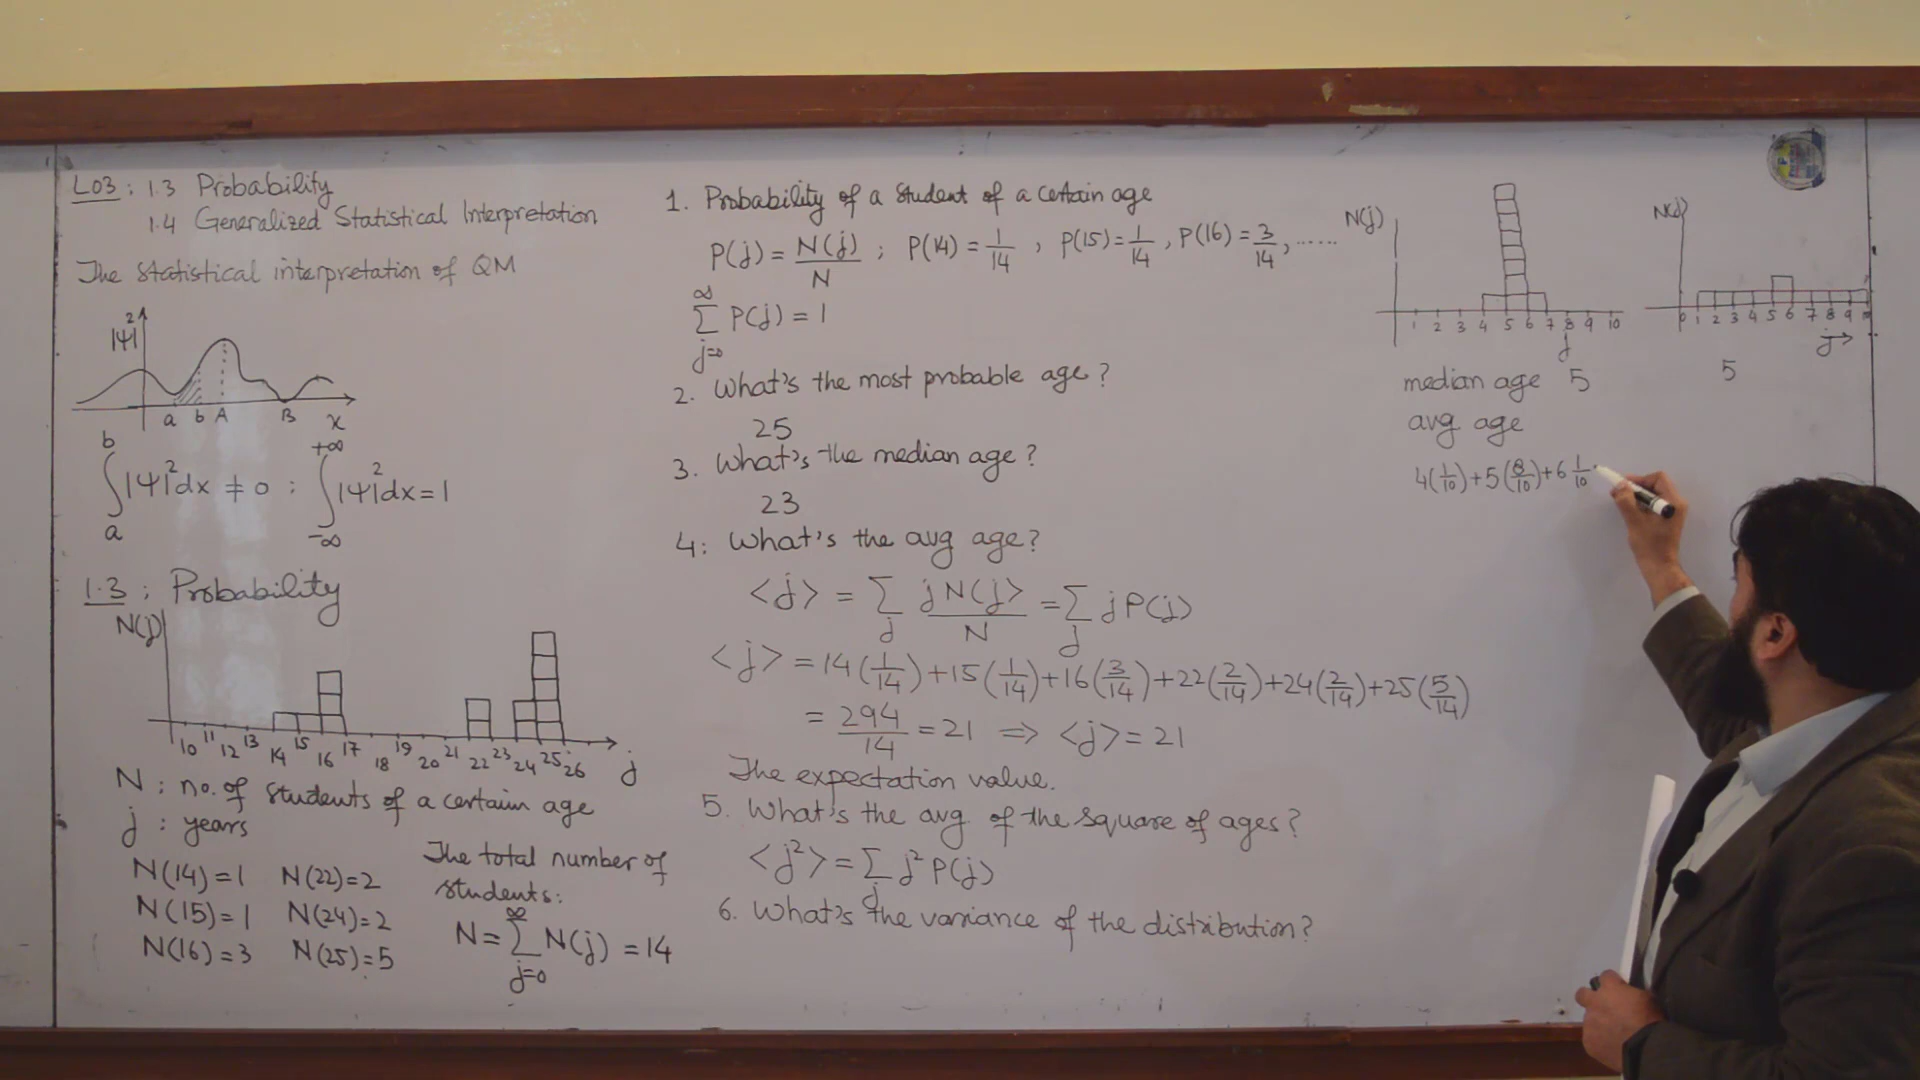 L03: 1.3 Probability
1.4 Generalized Statistical Interpretation
The statistical interpretation of QM
|Ψ|²
a b A B x
∫_a^b |Ψ|²dx ≠ 0 : ∫_{-∞}^{+∞} |Ψ|²dx = 1
1.3: Probability
N(j)
10 11 12 13 14 15 16 17 18 19 20 21 22 23 24 25 26 j
N : no. of students of a certain age
j : years
N(14)=1 N(22)=2
N(15)=1 N(24)=2
N(16)=3 N(25)=5
The total number of
students:
N = ∑_{j=0}^{∞} N(j) = 14
1. Probability of a student of a certain age
P(j) = N(j)/N ; P(14) = 1/14 , P(15) = 1/14 , P(16) = 3/14, ......
∑_{j=0}^{∞} P(j) = 1
2. What's the most probable age?
25
3. What's the median age?
23
4: What's the avg age?
<j> = ∑_j jN(j)/N = ∑_j jP(j)
<j> = 14(1/14)+15(1/14)+16(3/14)+22(2/14)+24(2/14)+25(5/14)
= 294/14 = 21 ⇒ <j> = 21
The expectation value.
5. What's the avg of the square of ages?
<j²> = ∑_j j² P(j)
6. What's the variance of the distribution?
N(j)
1 2 3 4 5 6 7 8 9 10
j
N(j)
0 1 2 3 4 5 6 7 8 9 10
j→
median age 5 5
avg age
4(1/10)+5(8/10)+6 1/10